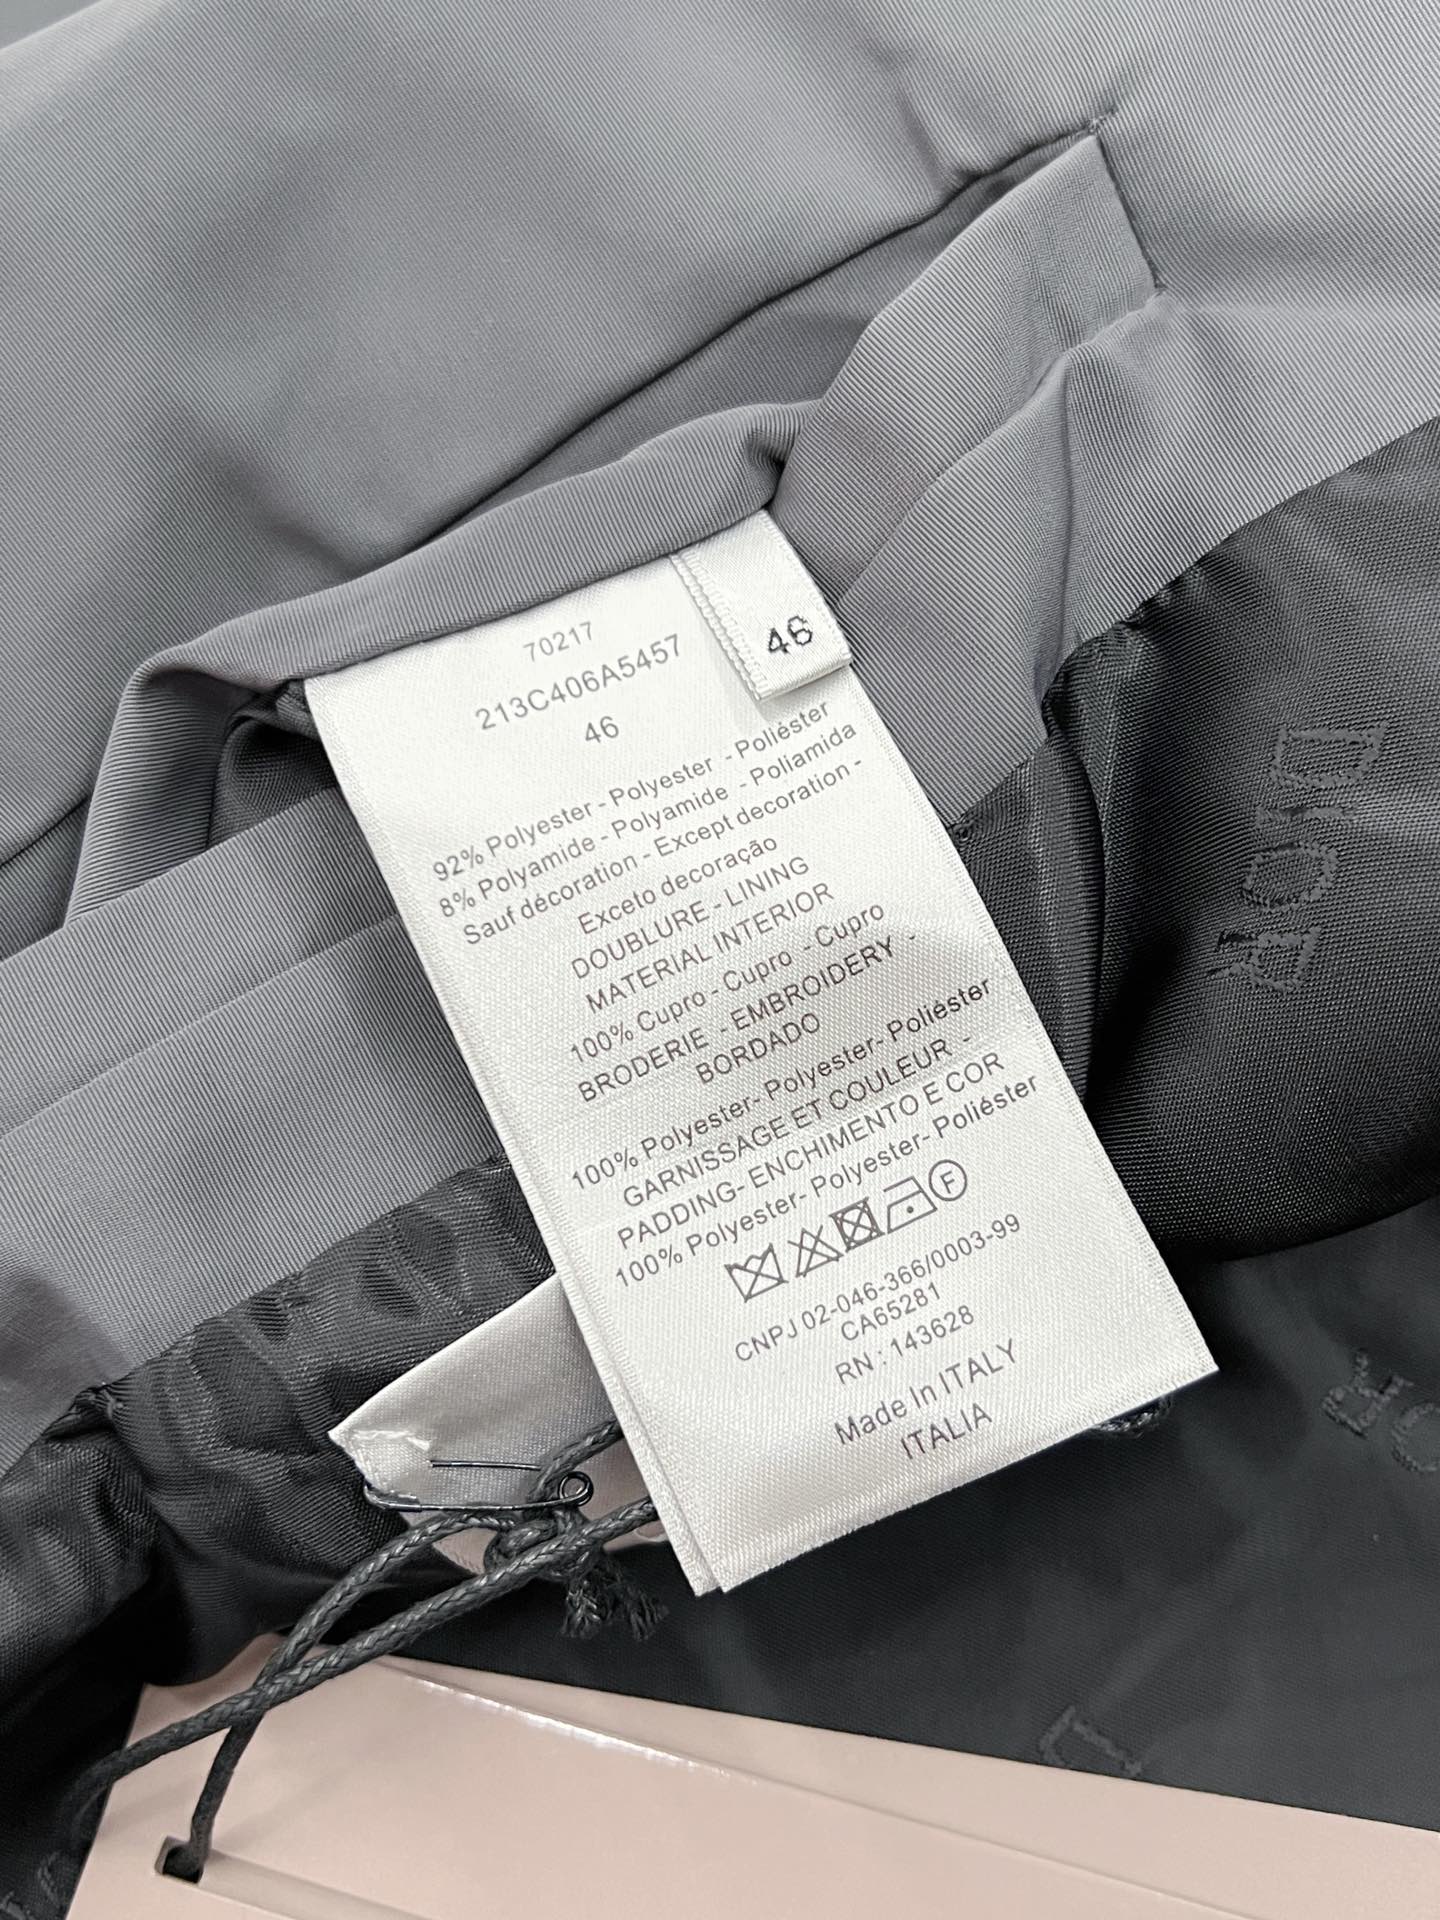 70217
213C406A5457
46
46
92% Polyester - Polyester - Poliéster
8% Polyamide - Polyamide - Poliamida
Sauf décoration - Except decoration -
Exceto decoração
DOUBLURE - LINING
MATERIAL INTERIOR
100% Cupro - Cupro - Cupro
BRODERIE - EMBROIDERY -
BORDADO
100% Polyester- Polyester- Poliéster
GARNISSAGE ET COULEUR -
PADDING- ENCHIMENTO E COR
100% Polyester- Polyester- Poliéster
F
CNPJ 02-046-366/0003-99
CA65281
RN : 143628
Made In ITALY
ITALIA
DIOR